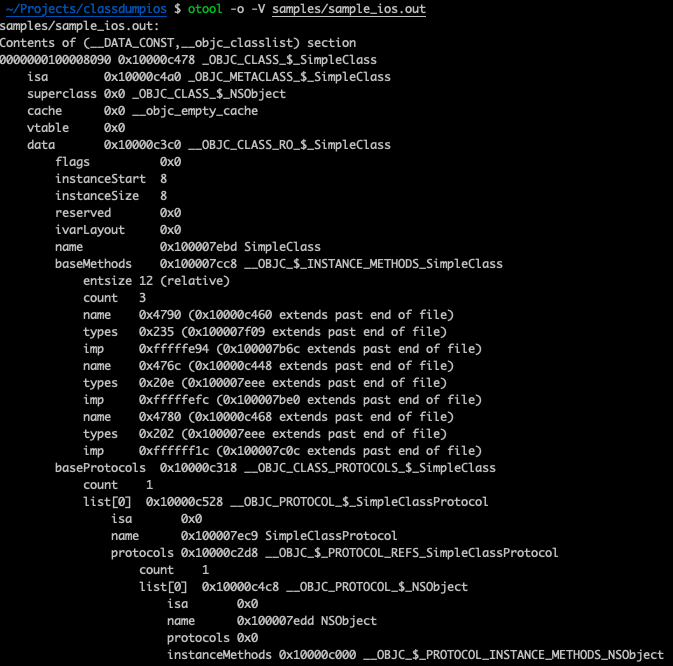 ~/Projects/classdumpios $ otool -o -V samples/sample_ios.out
samples/sample_ios.out:
Contents of (__DATA_CONST,__objc_classlist) section
0000000100008090 0x10000c478 _OBJC_CLASS_$_SimpleClass
isa 0x10000c4a0 _OBJC_METACLASS_$_SimpleClass
superclass 0x0 _OBJC_CLASS_$_NSObject
cache 0x0 __objc_empty_cache
vtable 0x0
data 0x10000c3c0 __OBJC_CLASS_RO_$_SimpleClass
flags 0x0
instanceStart 8
instanceSize 8
reserved 0x0
ivarLayout 0x0
name 0x100007ebd SimpleClass
baseMethods 0x100007cc8 __OBJC_$_INSTANCE_METHODS_SimpleClass
entsize 12 (relative)
count 3
name 0x4790 (0x10000c460 extends past end of file)
types 0x235 (0x100007f09 extends past end of file)
imp 0xfffffe94 (0x100007b6c extends past end of file)
name 0x476c (0x10000c448 extends past end of file)
types 0x20e (0x100007eee extends past end of file)
imp 0xfffffefc (0x100007be0 extends past end of file)
name 0x4780 (0x10000c468 extends past end of file)
types 0x202 (0x100007eee extends past end of file)
imp 0xffffff1c (0x100007c0c extends past end of file)
baseProtocols 0x10000c318 __OBJC_CLASS_PROTOCOLS_$_SimpleClass
count 1
list[0] 0x10000c528 __OBJC_PROTOCOL_$_SimpleClassProtocol
isa 0x0
name 0x100007ec9 SimpleClassProtocol
protocols 0x10000c2d8 __OBJC_$_PROTOCOL_REFS_SimpleClassProtocol
count 1
list[0] 0x10000c4c8 __OBJC_PROTOCOL_$_NSObject
isa 0x0
name 0x100007edd NSObject
protocols 0x0
instanceMethods 0x10000c000 __OBJC_$_PROTOCOL_INSTANCE_METHODS_NSObject